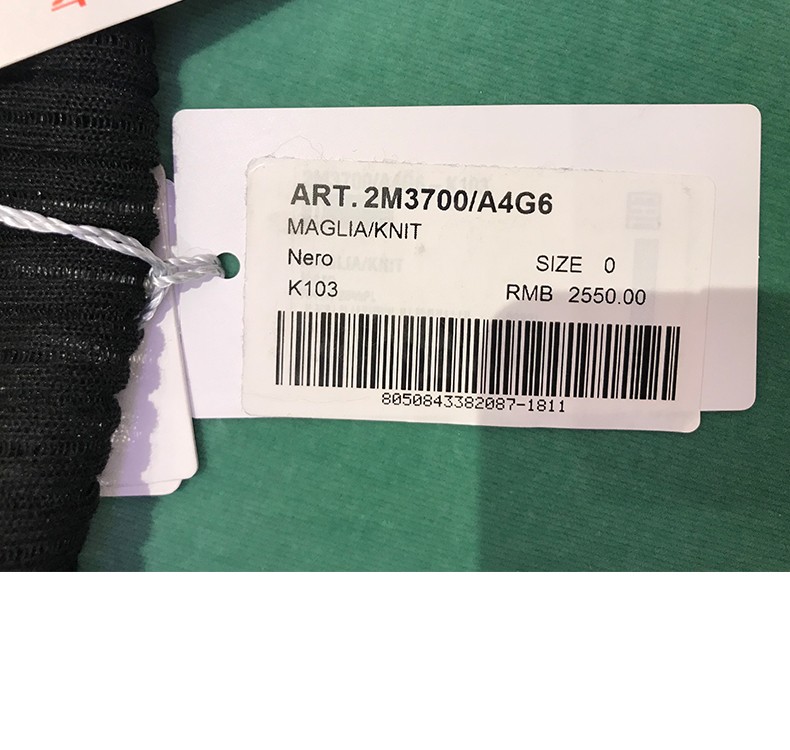 ART. 2M3700/A4G6
MAGLIA/KNIT
Nero SIZE 0
K103 RMB 2550.00
8050843382087-1811